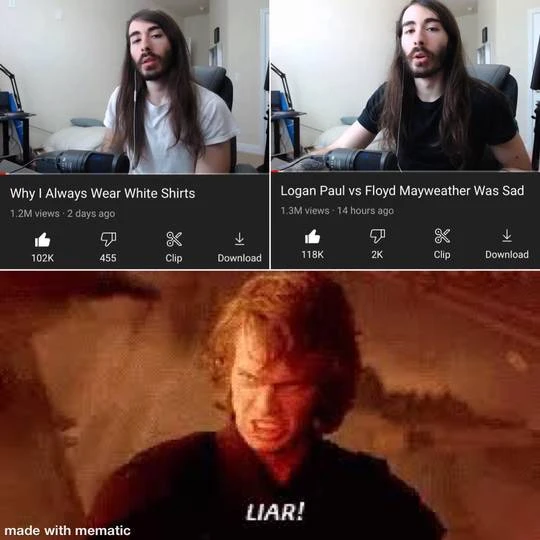 Why I Always Wear White Shirts
1.2M views · 2 days ago
102K
455
Clip
Download
Logan Paul vs Floyd Mayweather Was Sad
1.3M views · 14 hours ago
118K
2K
Clip
Download
LIAR!
made with mematic